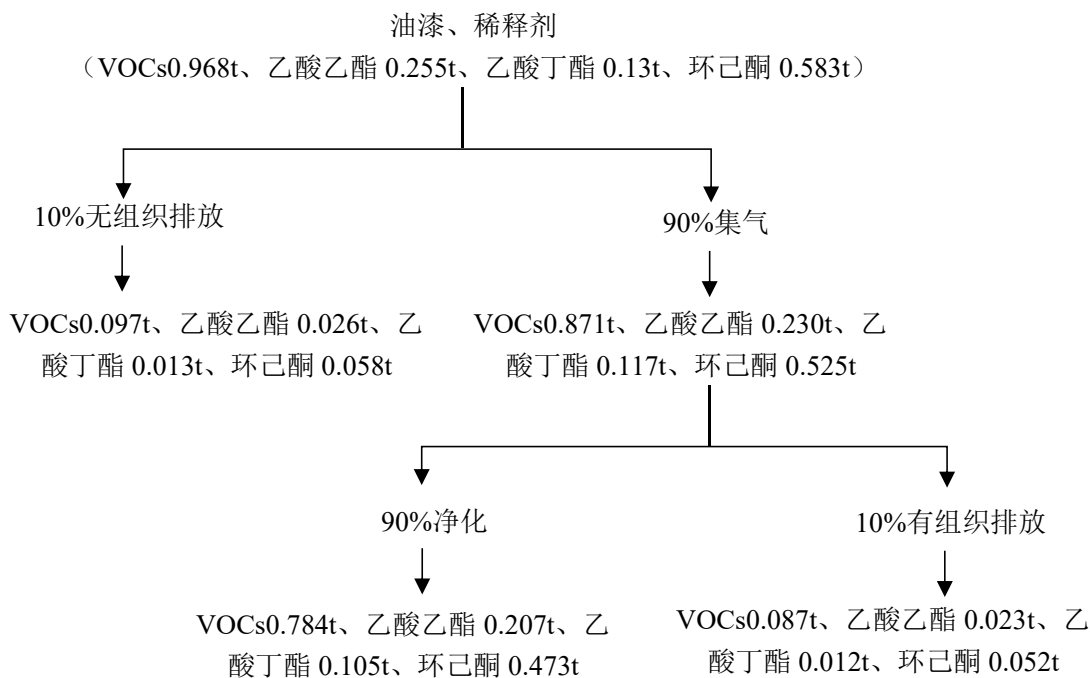 油漆、稀释剂
（VOCs0.968t、乙酸乙酯 0.255t、乙酸丁酯 0.13t、环己酮 0.583t）
10%无组织排放
90%集气
VOCs0.097t、乙酸乙酯 0.026t、乙
酸丁酯 0.013t、环己酮 0.058t
VOCs0.871t、乙酸乙酯 0.230t、乙
酸丁酯 0.117t、环己酮 0.525t
90%净化
10%有组织排放
VOCs0.784t、乙酸乙酯 0.207t、乙
酸丁酯 0.105t、环己酮 0.473t
VOCs0.087t、乙酸乙酯 0.023t、乙
酸丁酯 0.012t、环己酮 0.052t